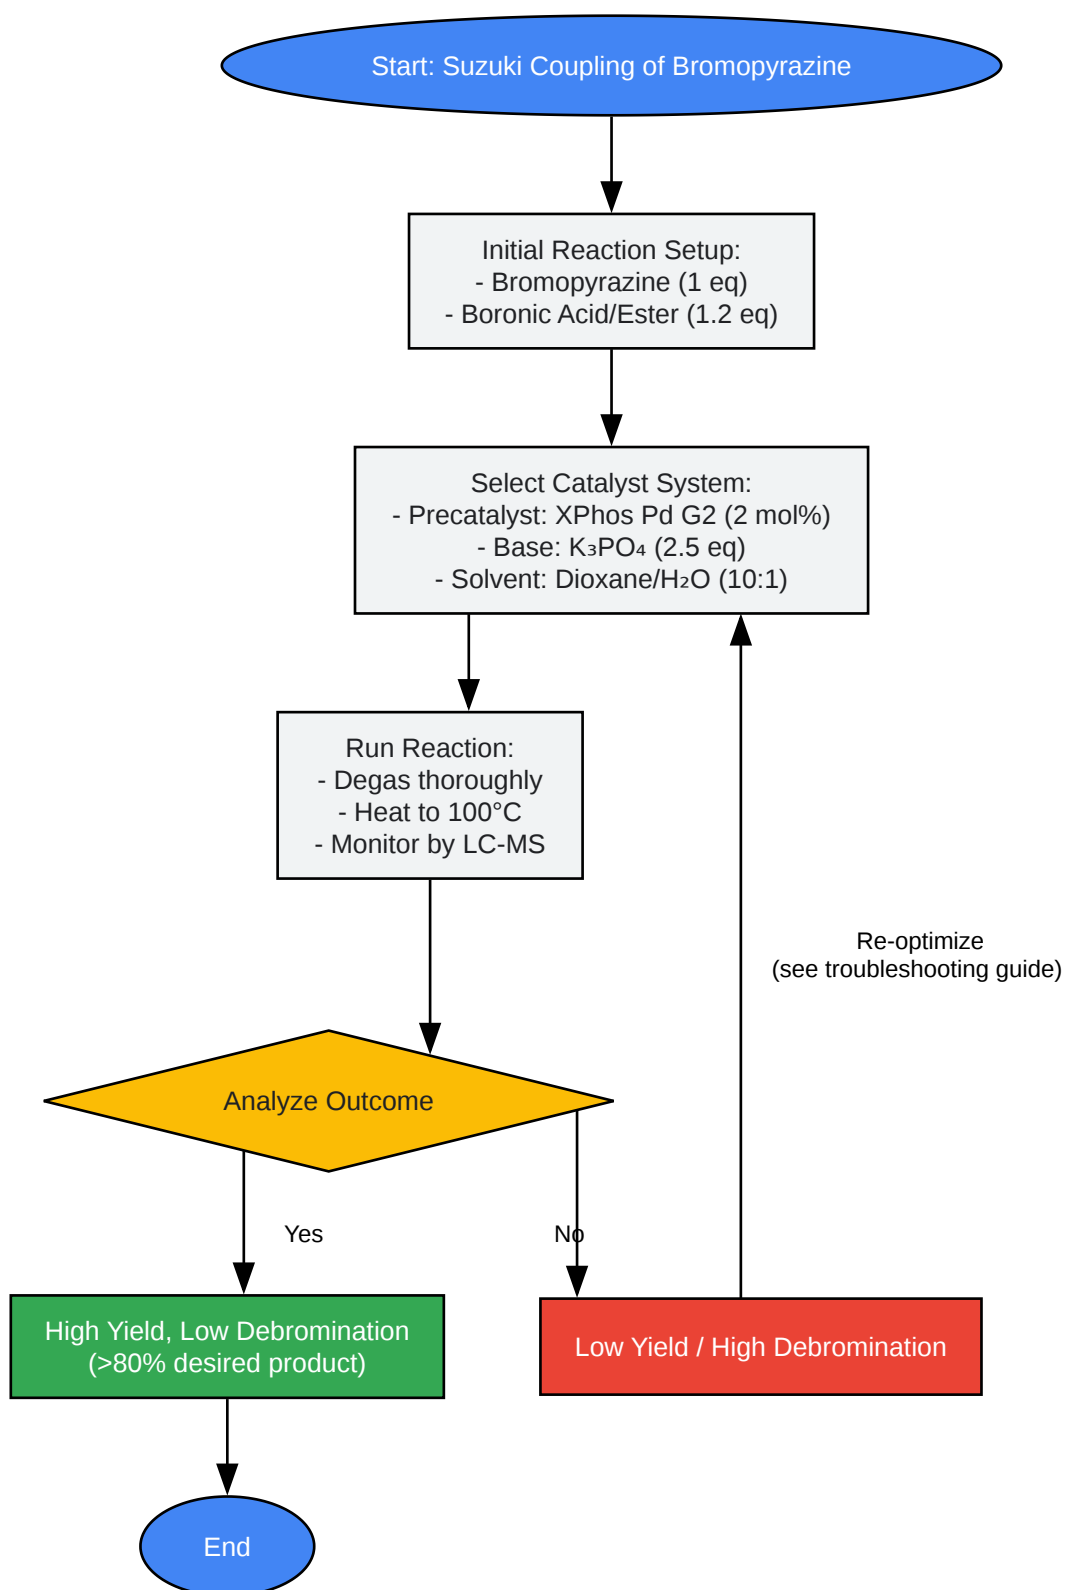 Start: Suzuki Coupling of Bromopyrazine
Initial Reaction Setup:
- Bromopyrazine (1 eq)
- Boronic Acid/Ester (1.2 eq)
Select Catalyst System:
- Precatalyst: XPhos Pd G2 (2 mol%)
- Base: K₃PO₄ (2.5 eq)
- Solvent: Dioxane/H₂O (10:1)
Run Reaction:
- Degas thoroughly
- Heat to 100°C
- Monitor by LC-MS
Re-optimize
(see troubleshooting guide)
Analyze Outcome
Yes
No
High Yield, Low Debromination
(>80% desired product)
Low Yield / High Debromination
End